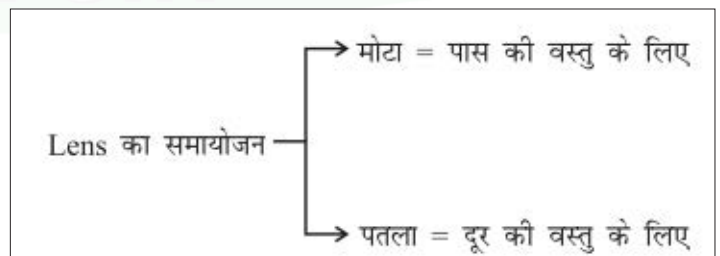 मोटा = पास की वस्तु के लिए
Lens का समायोजन
पतला = दूर की वस्तु के लिए